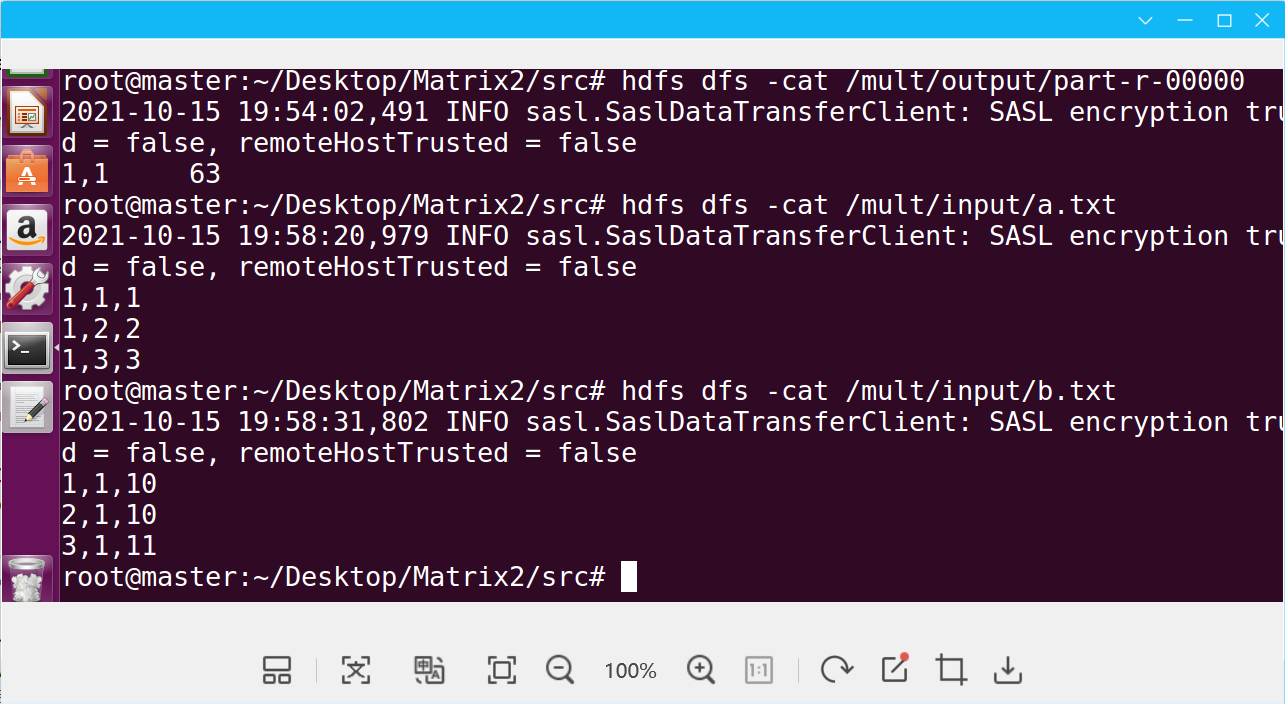 root@master:~/Desktop/Matrix2/src# hdfs dfs -cat /mult/output/part-r-00000
2021-10-15 19:54:02,491 INFO sasl.SaslDataTransferClient: SASL encryption tru
d = false, remoteHostTrusted = false
1,1     63
root@master:~/Desktop/Matrix2/src# hdfs dfs -cat /mult/input/a.txt
2021-10-15 19:58:20,979 INFO sasl.SaslDataTransferClient: SASL encryption tru
d = false, remoteHostTrusted = false
1,1,1
1,2,2
1,3,3
root@master:~/Desktop/Matrix2/src# hdfs dfs -cat /mult/input/b.txt
2021-10-15 19:58:31,802 INFO sasl.SaslDataTransferClient: SASL encryption tru
d = false, remoteHostTrusted = false
1,1,10
2,1,10
3,1,11
root@master:~/Desktop/Matrix2/src#
文 中 A 100% 1:1